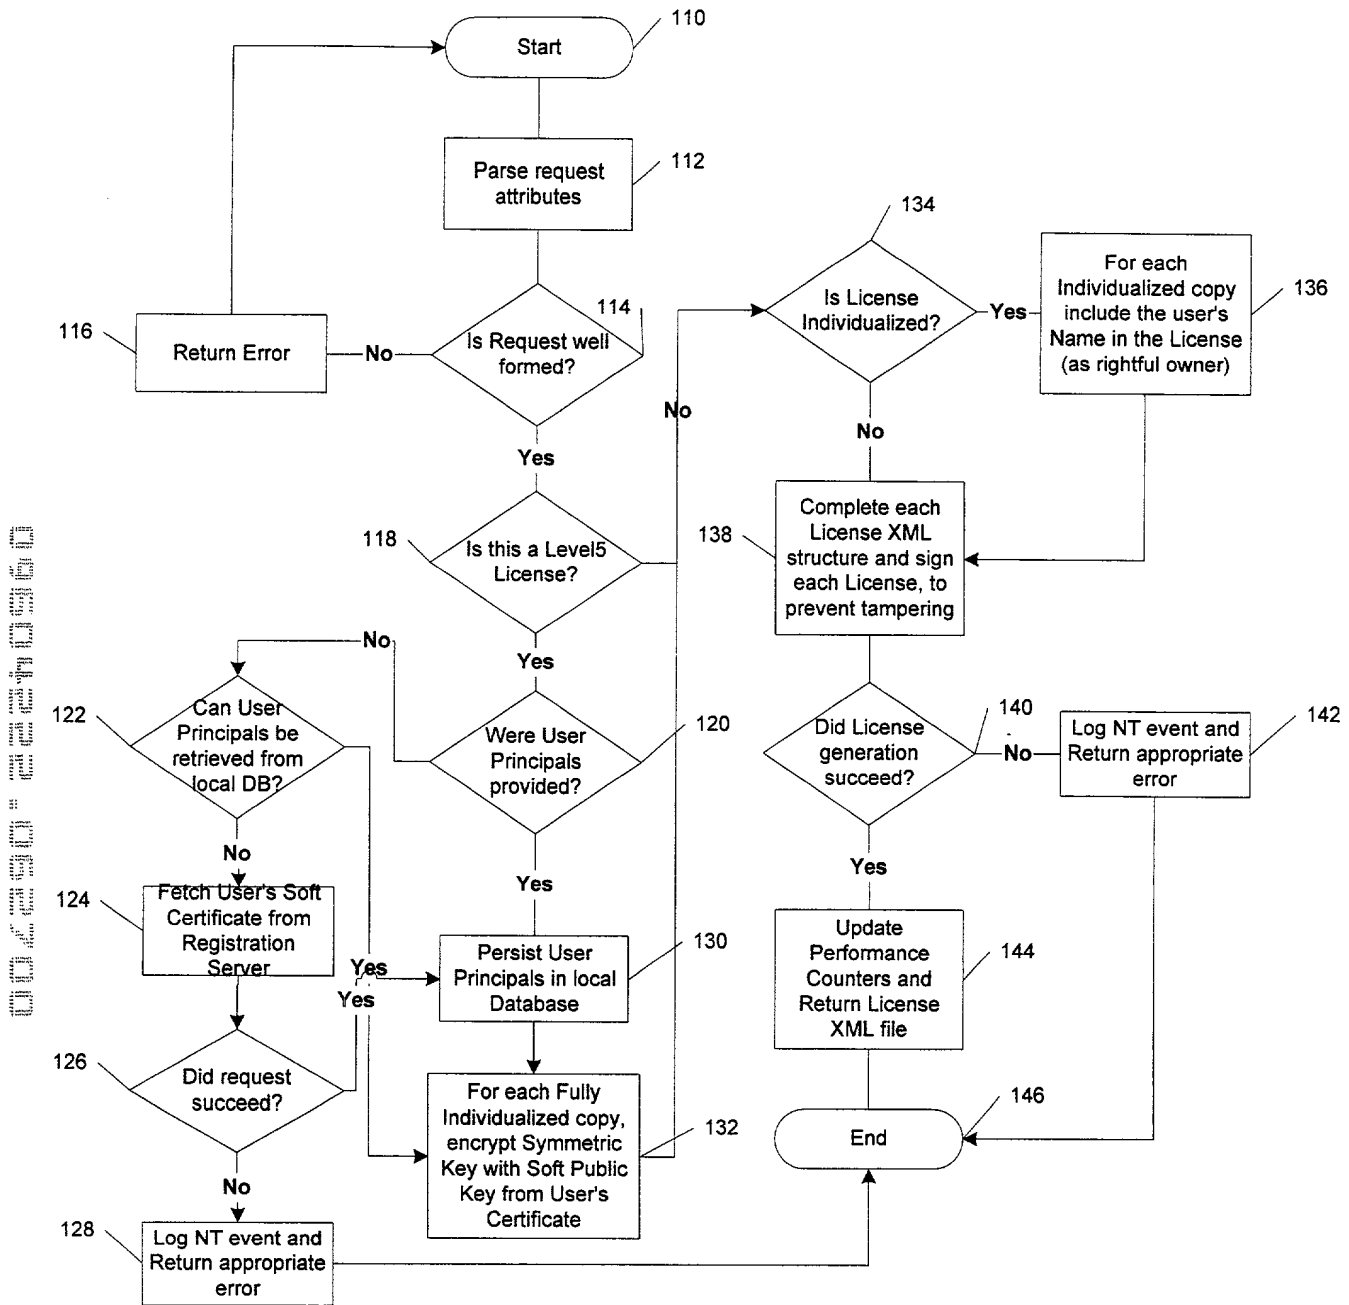 110
Start
Parse request
attributes
112
134
For each
Individualized copy
include the user's
Name in the License
(as rightful owner)
136
Is License
Individualized?
Yes
114
116
Return Error
No
Is Request well
formed?
No
No
Yes
Complete each
License XML
structure and sign
each License, to
prevent tampering
138
118
Is this a Level5
License?
No
Yes
122
Can User
Principals be
retrieved from
local DB?
Were User
Principals
provided?
120
Did License
generation
succeed?
140
No
Log NT event and
Return appropriate
error
142
No
Yes
Yes
124
Fetch User's Soft
Certificate from
Registration
Server
Yes
Yes
Persist User
Principals in local
Database
130
Update
Performance
Counters and
Return License
XML file
144
126
Did request
succeed?
For each Fully
Individualized copy,
encrypt Symmetric
Key with Soft Public
Key from User's
Certificate
132
146
End
No
128
Log NT event and
Return appropriate
error
09604222.062700